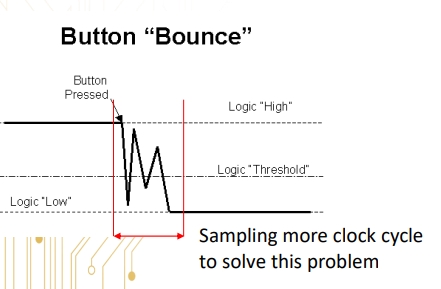 Button “Bounce”
Button
Pressed
Logic "High"
Logic "Threshold"
Logic "Low"
Sampling more clock cycle
to solve this problem